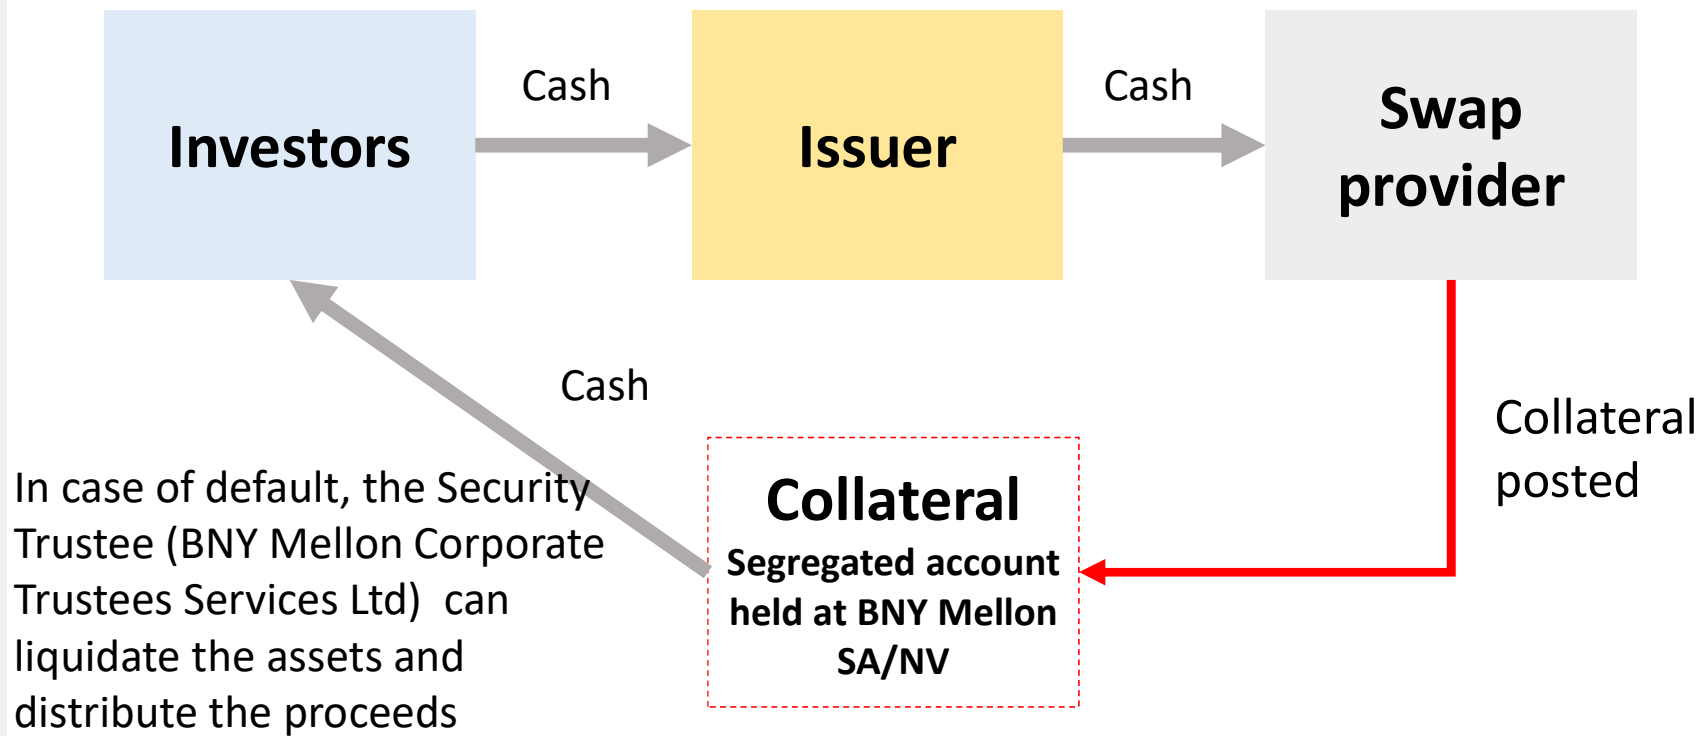 Cash
Cash
Investors
Issuer
Swap
provider
Cash
Collateral
posted
In case of default, the Security
Trustee (BNY Mellon Corporate
Trustees Services Td)  can
liquidate the assets and
distribute the proceeds
Collateral
Segregated account
held at BNY Mellon
SA/NV